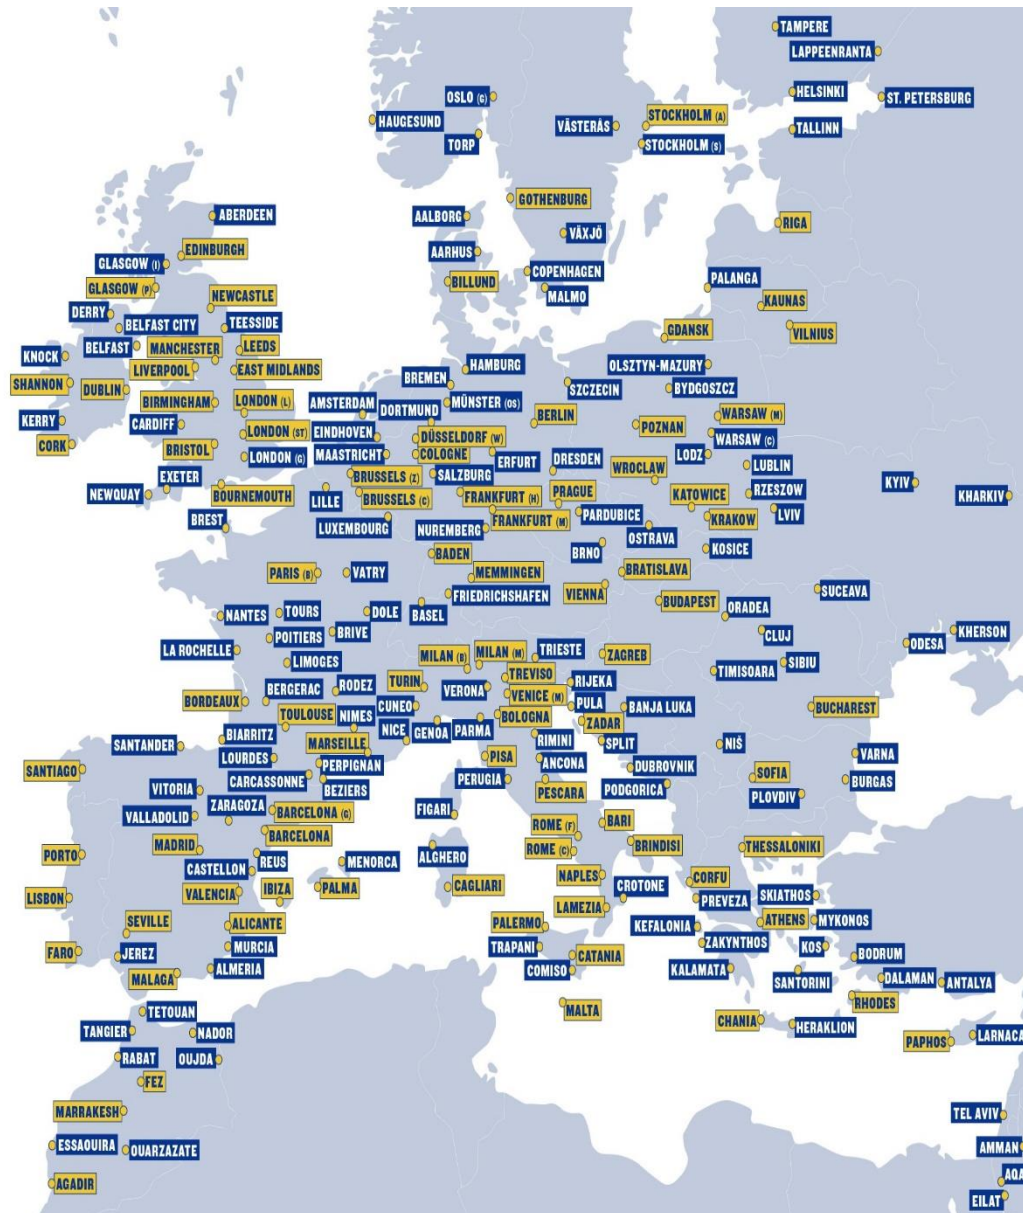 TAMPERE
LAPPEENRANTA
OSLO (G)
HELSINKI
ST. PETERSBURG
HAUGESUND
VÄSTERÅS
STOCKHOLM (A)
TALLINN
TORP
STOCKHOLM (S)
GOTHENBURG
ABERDEEN
AALBORG
RIGA
VÄXJÖ
EDINBURGH
AARHUS
GLASGOW (I)
COPENHAGEN
BILLUND
PALANGA
GLASGOW (P)
NEWCASTLE
MALMO
KAUNAS
DERRY
BELFAST CITY
TEESSIDE
GDANSK
VILNIUS
BELFAST
MANCHESTER
LEEDS
KNOCK
LIVERPOOL
EAST MIDLANDS
HAMBURG
OLSZTYN-MAZURY
SHANNON
DUBLIN
BREMEN
SZCZECIN
BYDGOSZCZ
BIRMINGHAM
LONDON (L)
AMSTERDAM
DORTMUND
MÜNSTER (OS)
BERLIN
WARSAW (M)
KERRY
CARDIFF
LONDON (ST)
EINDHOVEN
DÜSSELDORF (W)
POZNAN
WARSAW (C)
CORK
BRISTOL
LONDON (G)
MAASTRICHT
COLOGNE
ERFURT
DRESDEN
WROCLAW
LODZ
LUBLIN
EXETER
BRUSSELS (Z)
SALZBURG
NEWQUAY
BOURNEMOUTH
LILLE
BRUSSELS (C)
FRANKFURT (H)
PRAGUE
KATOWICE
RZESZOW
KYIV
KHARKIV
BREST
LUXEMBOURG
NUREMBERG
FRANKFURT (M)
PARDUBICE
OSTRAVA
KRAKOW
LVIV
BADEN
BRNO
KOSICE
PARIS (B)
VATRY
MEMMINGEN
BRATISLAVA
FRIEDRICHSHAFEN
VIENNA
BUDAPEST
SUCEAVA
NANTES
TOURS
DOLE
BASEL
ORADEA
POITIERS
BRIVE
CLUJ
KHERSON
LA ROCHELLE
LIMOGES
MILAN (B)
MILAN (M)
TRIESTE
ZAGREB
TIMISOARA
SIBIU
ODESA
TURIN
TREVISO
RIJEKA
BERGERAC
RODEZ
VERONA
VENICE (M)
BORDEAUX
CUNEO
PULA
BANJA LUKA
BUCHAREST
TOULOUSE
NIMES
BOLOGNA
ZADAR
BIARRITZ
NICE
GENOA
PARMA
RIMINI
SPLIT
NIŠ
SANTANDER
MARSEILLE
LOURDES
PERPIGNAN
PISA
ANCONA
DUBROVNIK
VARNA
SANTIAGO
CARCASSONNE
BEZIERS
PERUGIA
PESCARA
PODGORICA
SOFIA
BURGAS
VITORIA
PLOVDIV
ZARAGOZA
BARCELONA (G)
FIGARI
VALLADOLID
BARCELONA
ROME (F)
BARI
MADRID
REUS
ALGHERO
ROME (C)
BRINDISI
THESSALONIKI
PORTO
CASTELLON
MENORCA
NAPLES
CORFU
LISBON
VALENCIA
IBIZA
PALMA
CAGLIARI
CROTONE
PREVEZA
SKIATHOS
LAMEZIA
SEVILLE
ALICANTE
PALERMO
KEFALONIA
ATHENS
MYKONOS
FARO
JEREZ
MURCIA
TRAPANI
CATANIA
ZAKYNTHOS
KOS
BODRUM
MALAGA
ALMERIA
COMISO
KALAMATA
SANTORINI
DALAMAN
ANTALYA
TETOUAN
MALTA
RHODES
TANGIER
NADOR
CHANIA
HERAKLION
PAPHOS
LARNACA
RABAT
OUJDA
FEZ
MARRAKESH
TEL AVIV
ESSAOUIRA
OUARZAZATE
AMMAN
AGADIR
AQA
EILAT